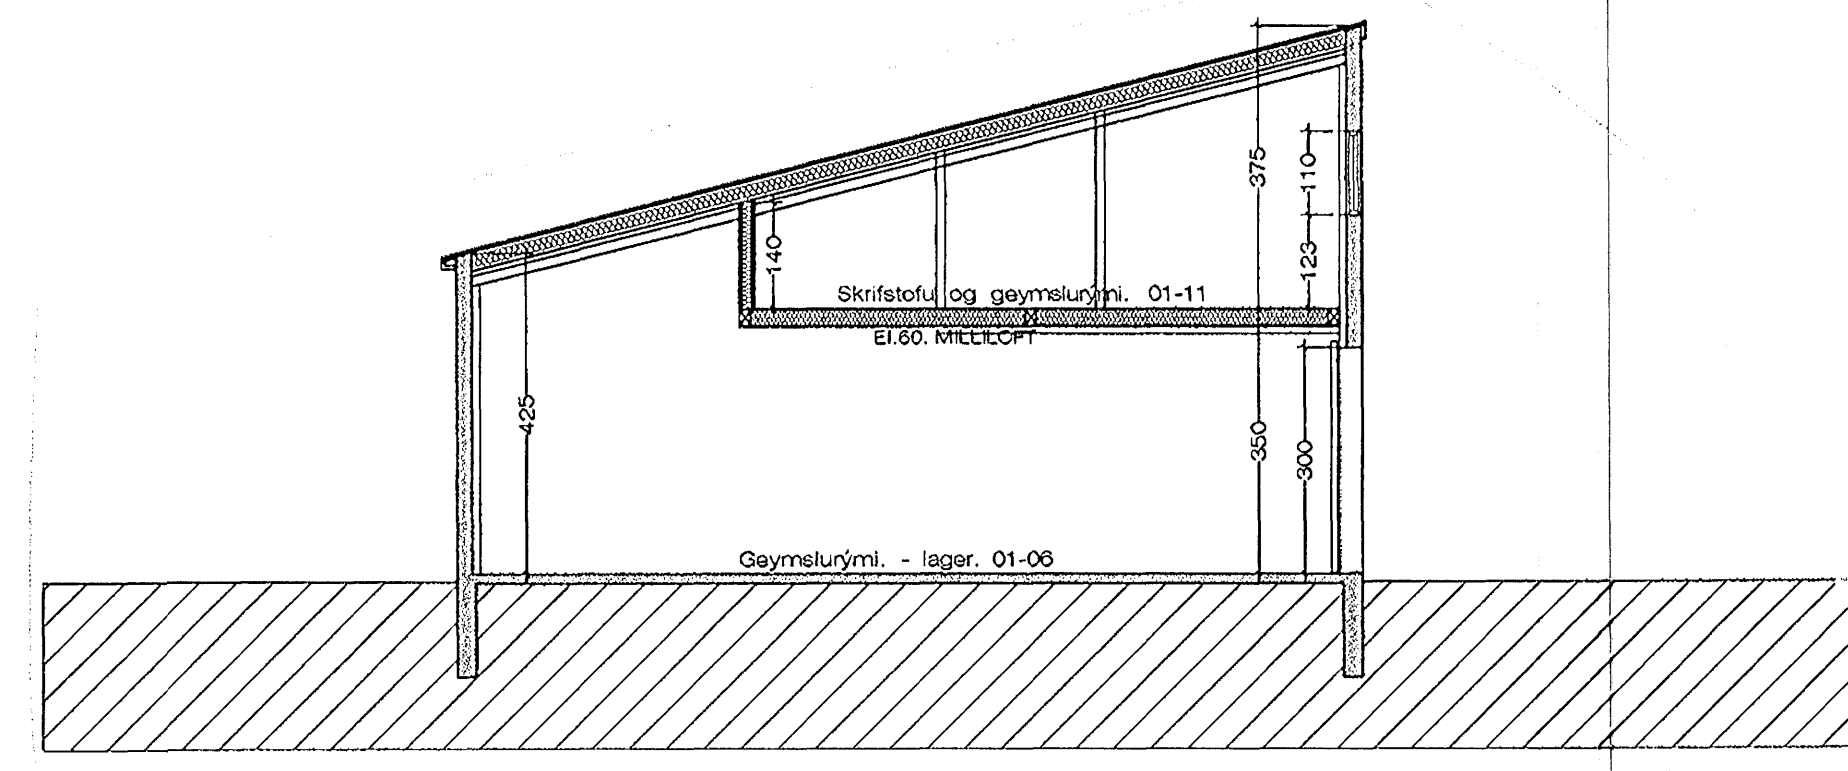 375
110
140
123
Skrifstofu og geymslurými. 01-11
EI.60. MILLILOFT
425
350
300
Geymslurými. - lager. 01-06